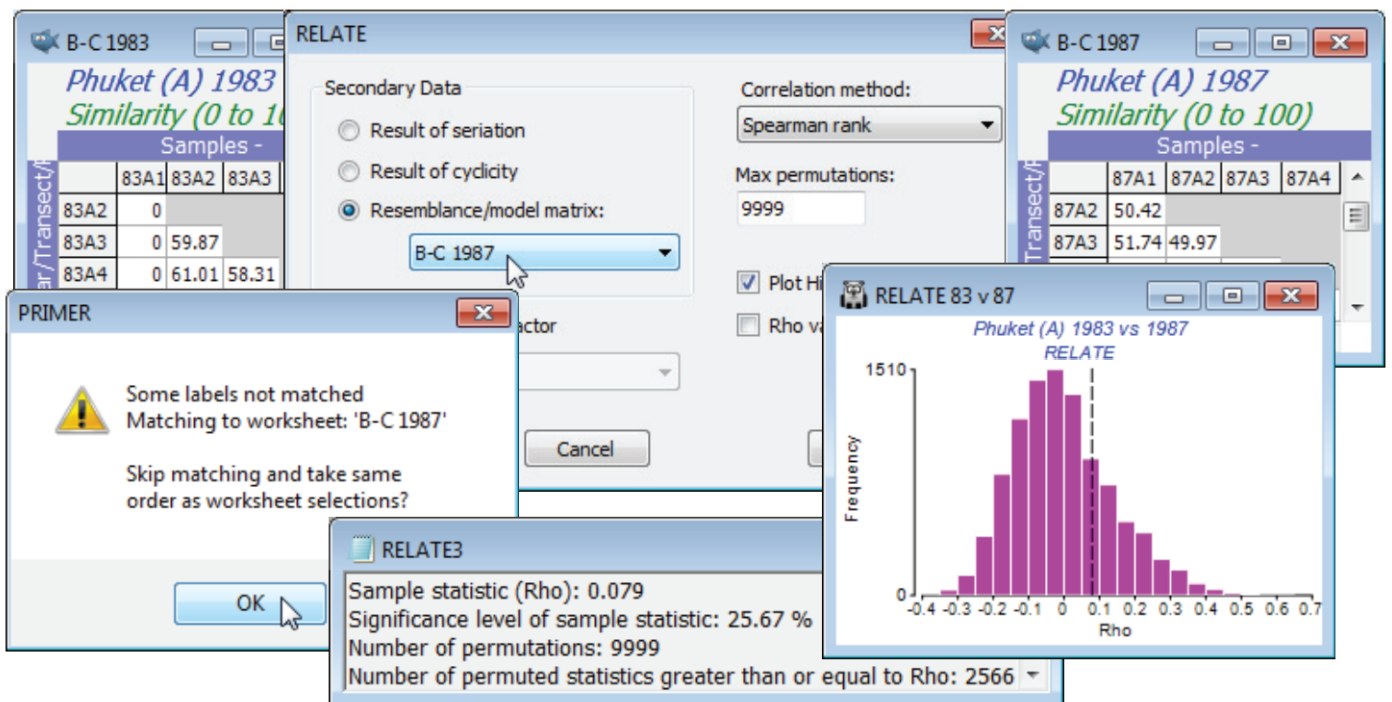 B-C 1983
Phuket (A) 1983
Similarity (0 to 10
Samples -
83A1 83A2 83A3
83A2 0
83A3 0 59.87
83A4 0 61.01 58.31
ar/Transect/
RELATE
Secondary Data
Result of seriation
Result of cyclicity
Resemblance/model matrix:
B-C 1987
actor
Cancel
Correlation method:
Spearman rank
Max permutations:
9999
Plot Hi
Rho va
B-C 1987
Phuket (A) 1987
Similarity (0 to 100)
Samples -
87A1 87A2 87A3 87A4
87A2 50.42
87A3 51.74 49.97
Transect/
PRIMER
Some labels not matched
Matching to worksheet: 'B-C 1987'
Skip matching and take same
order as worksheet selections?
OK
RELATE3
Sample statistic (Rho): 0.079
Significance level of sample statistic: 25.67 %
Number of permutations: 9999
Number of permuted statistics greater than or equal to Rho: 2566
RELATE 83 v 87
Phuket (A) 1983 vs 1987
RELATE
1510
Frequency
0
-0.4 -0.3 -0.2 -0.1 0 0.1 0.2 0.3 0.4 0.5 0.6 0.7
Rho